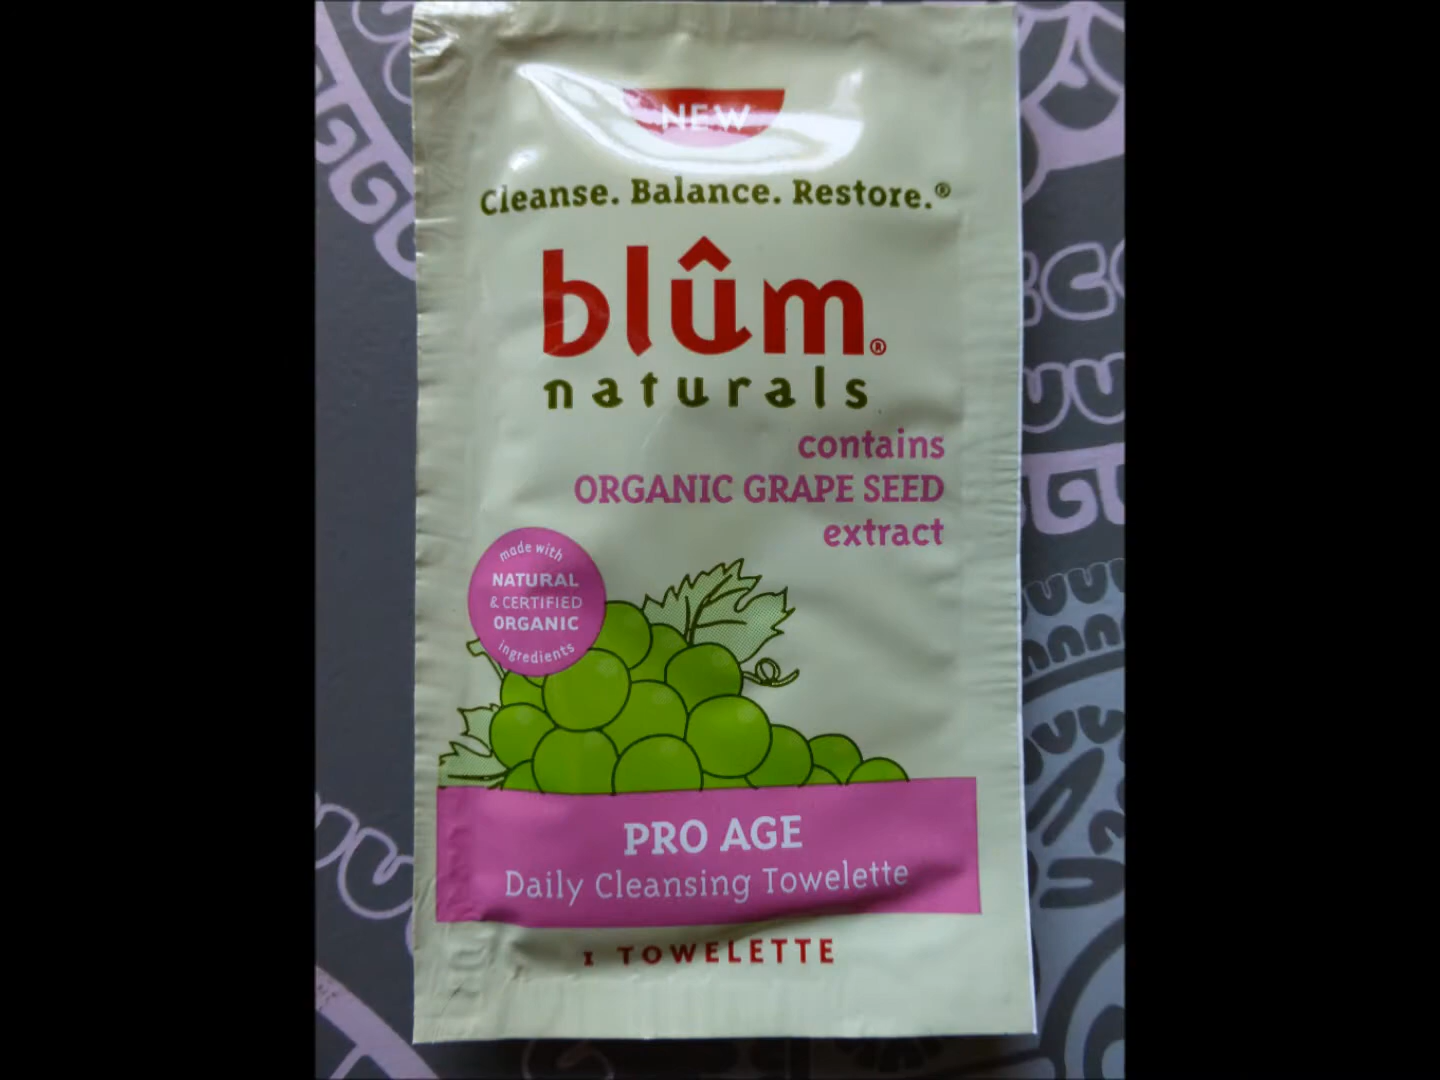 NEW
Cleanse. Balance. Restore.®
blûm®
naturals
contains
ORGANIC GRAPE SEED
extract
made with
NATURAL
& CERTIFIED
ORGANIC
ingredients
PRO AGE
Daily Cleansing Towelette
1 TOWELETTE